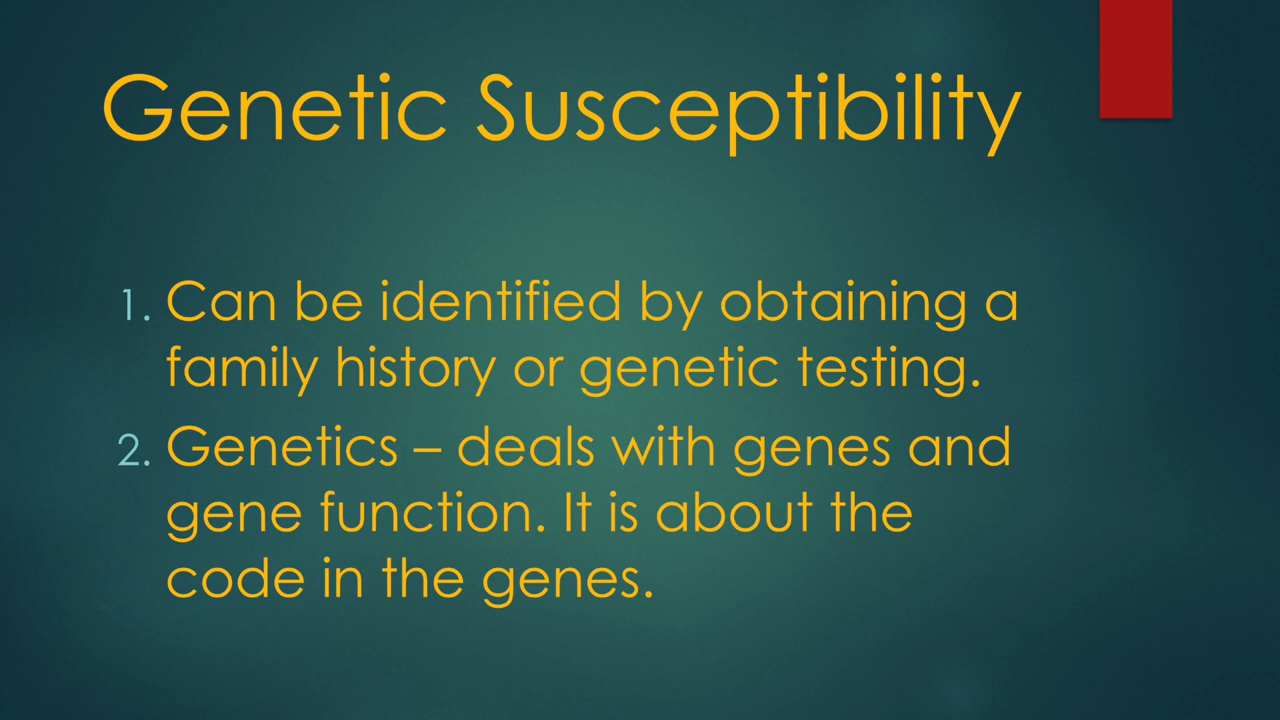 Genetic Susceptibility
1. Can be identified by obtaining a
family history or genetic testing.
2. Genetics – deals with genes and
gene function. It is about the
code in the genes.